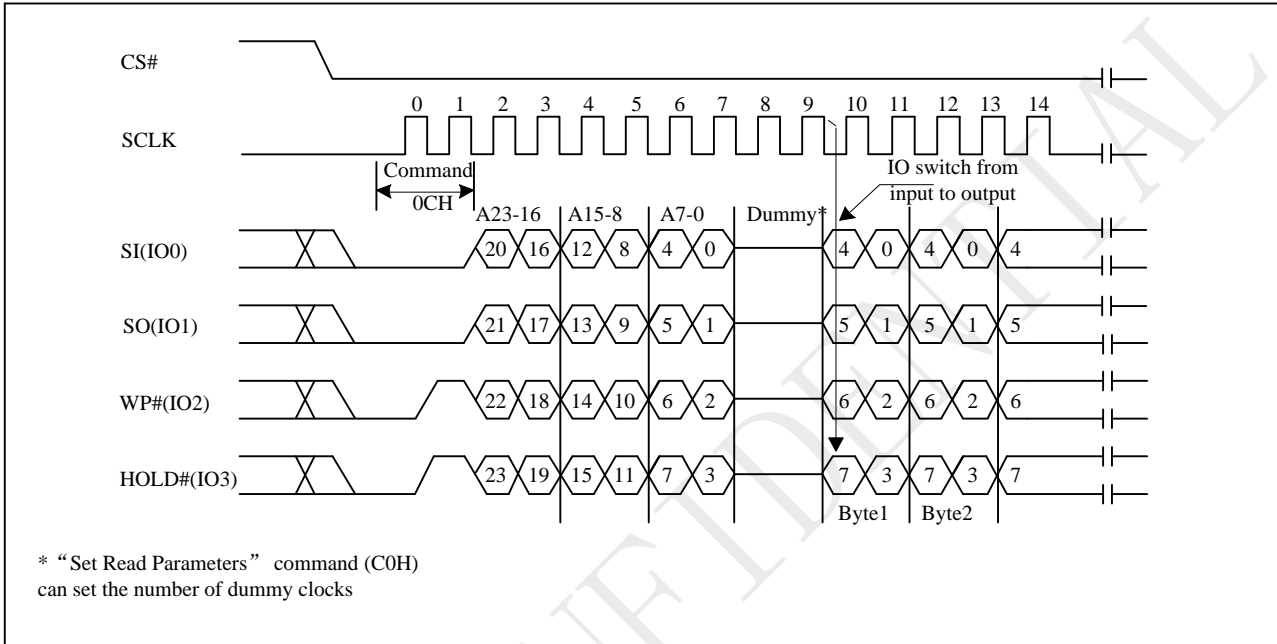 CS#
0 1 2 3 4 5 6 7 8 9 10 11 12 13 14
SCLK
Command
0CH
IO switch from
input to output
A23-16 A15-8 A7-0 Dummy*
SI(IO0) 20 16 12 8 4 0 4 0 4 0 4
SO(IO1) 21 17 13 9 5 1 5 1 5 1 5
WP#(IO2) 22 18 14 10 6 2 6 2 6 2 6
HOLD#(IO3) 23 19 15 11 7 3 7 3 7 3 7
Byte1 Byte2
* “Set Read Parameters” command (C0H)
can set the number of dummy clocks